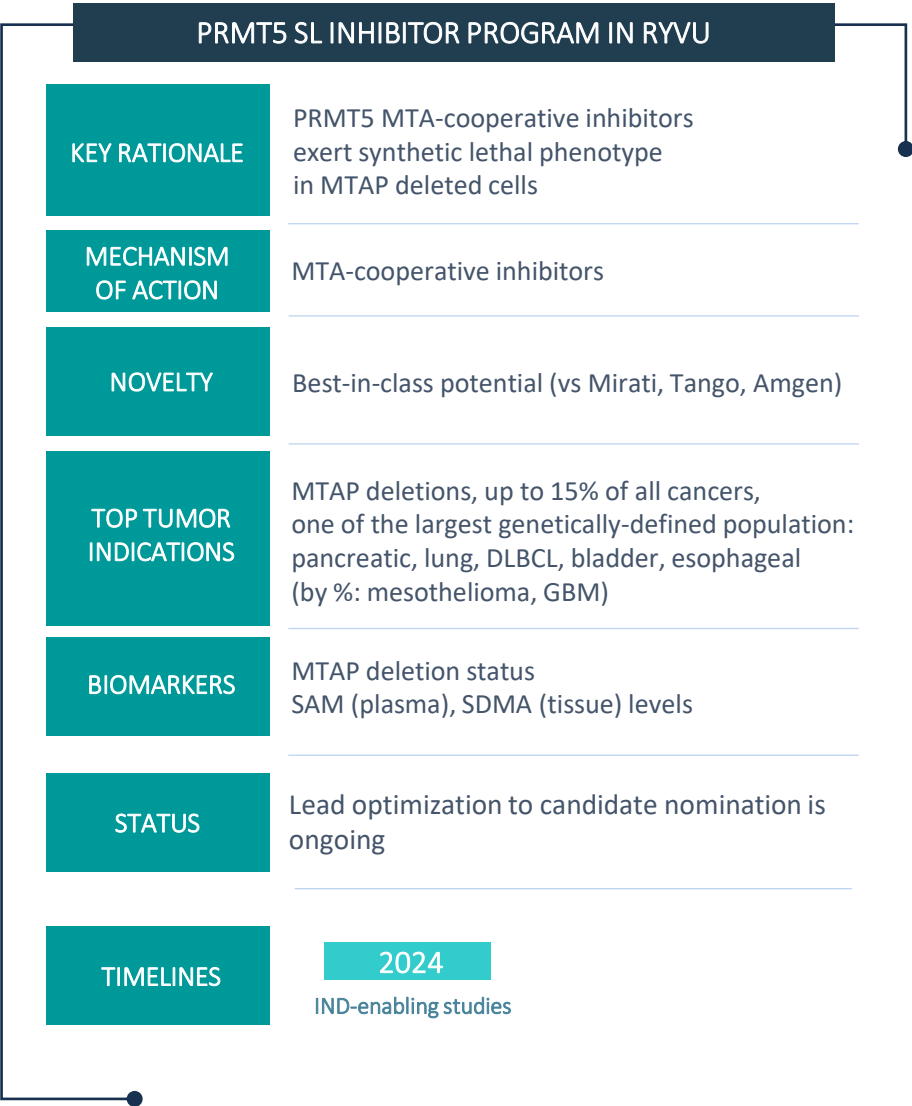 PRMT5 SL INHIBITOR PROGRAM IN RYVU
KEY RATIONALE
PRMT5 MTA-cooperative inhibitors
exert synthetic lethal phenotype
in MTAP deleted cells
MECHANISM
OF ACTION
MTA-cooperative inhibitors
NOVELTY
Best-in-class potential (vs Mirati, Tango, Amgen)
TOP TUMOR
INDICATIONS
MTAP deletions, up to 15% of all cancers,
one of the largest genetically-defined population:
pancreatic, lung, DLBCL, bladder, esophageal
(by %: mesothelioma, GBM)
BIOMARKERS
MTAP deletion status
SAM (plasma), SDMA (tissue) levels
STATUS
Lead optimization to candidate nomination is
ongoing
TIMELINES
2024
IND-enabling studies